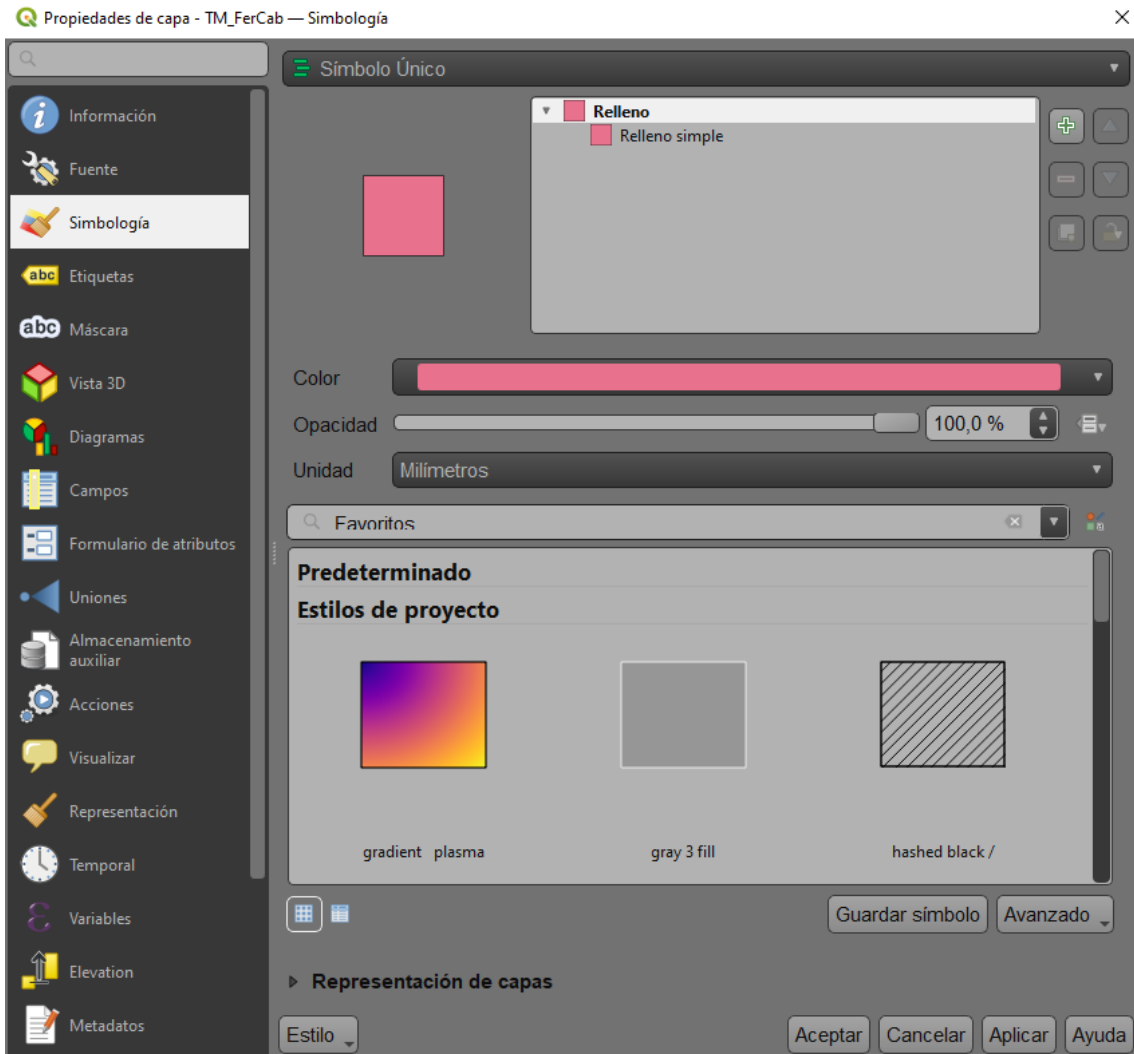 Propiedades de capa - TM_FerCab — Simbología
Información
Fuente
Simbología
abc Etiquetas
abc Máscara
Vista 3D
Diagramas
Campos
Formulario de atributos
Uniones
Almacenamiento
auxiliar
Acciones
Visualizar
Representación
Temporal
Variables
Elevation
Metadatos
Símbolo Único
Relleno
Relleno simple
Color
Opacidad
100,0 %
Unidad
Milímetros
Favoritos
Predeterminado
Estilos de proyecto
gradient plasma
gray 3 fill
hashed black /
Guardar símbolo
Avanzado
Representación de capas
Estilo
Aceptar
Cancelar
Aplicar
Ayuda